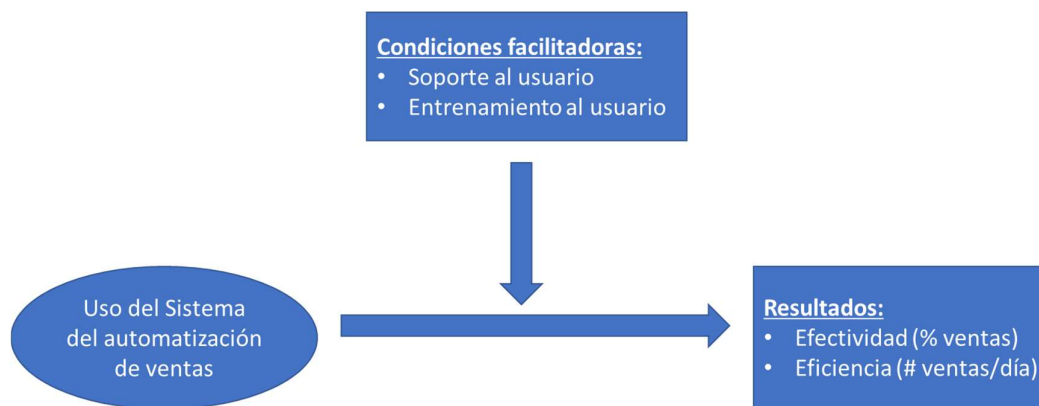 Condiciones facilitadoras:
• Soporte al usuario
• Entrenamiento al usuario
Uso del Sistema
del automatización
de ventas
Resultados:
• Efectividad (% ventas)
• Eficiencia (# ventas/día)